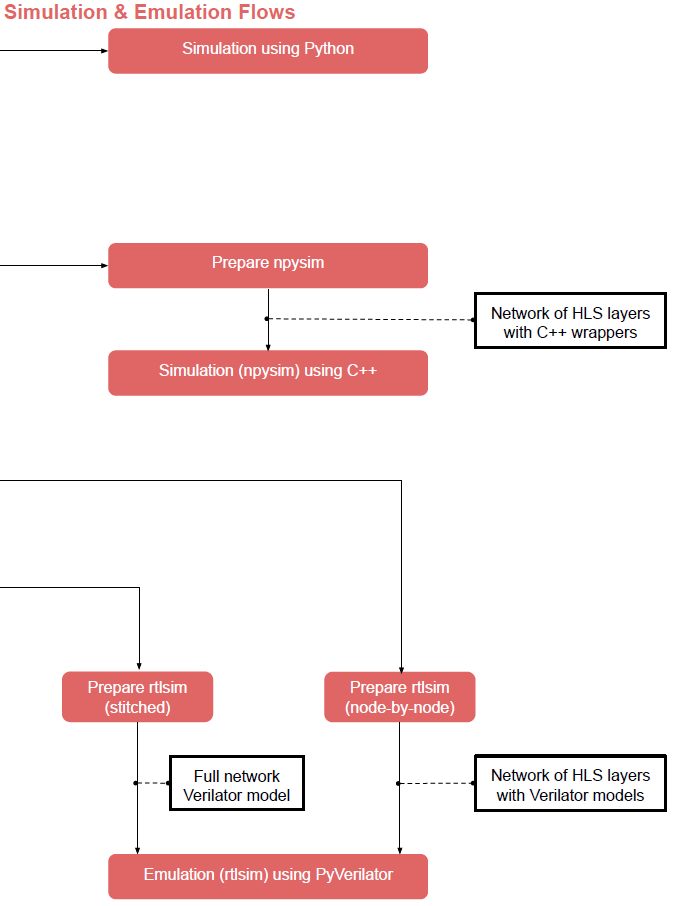 Simulation & Emulation Flows
Simulation using Python
Prepare npysim
Network of HLS layers
with C++ wrappers
Simulation (npysim) using C++
Prepare rtlsim
(stitched)
Prepare rtlsim
(node-by-node)
Full network
Verilator model
Network of HLS layers
with Verilator models
Emulation (rtlsim) using PyVerilator